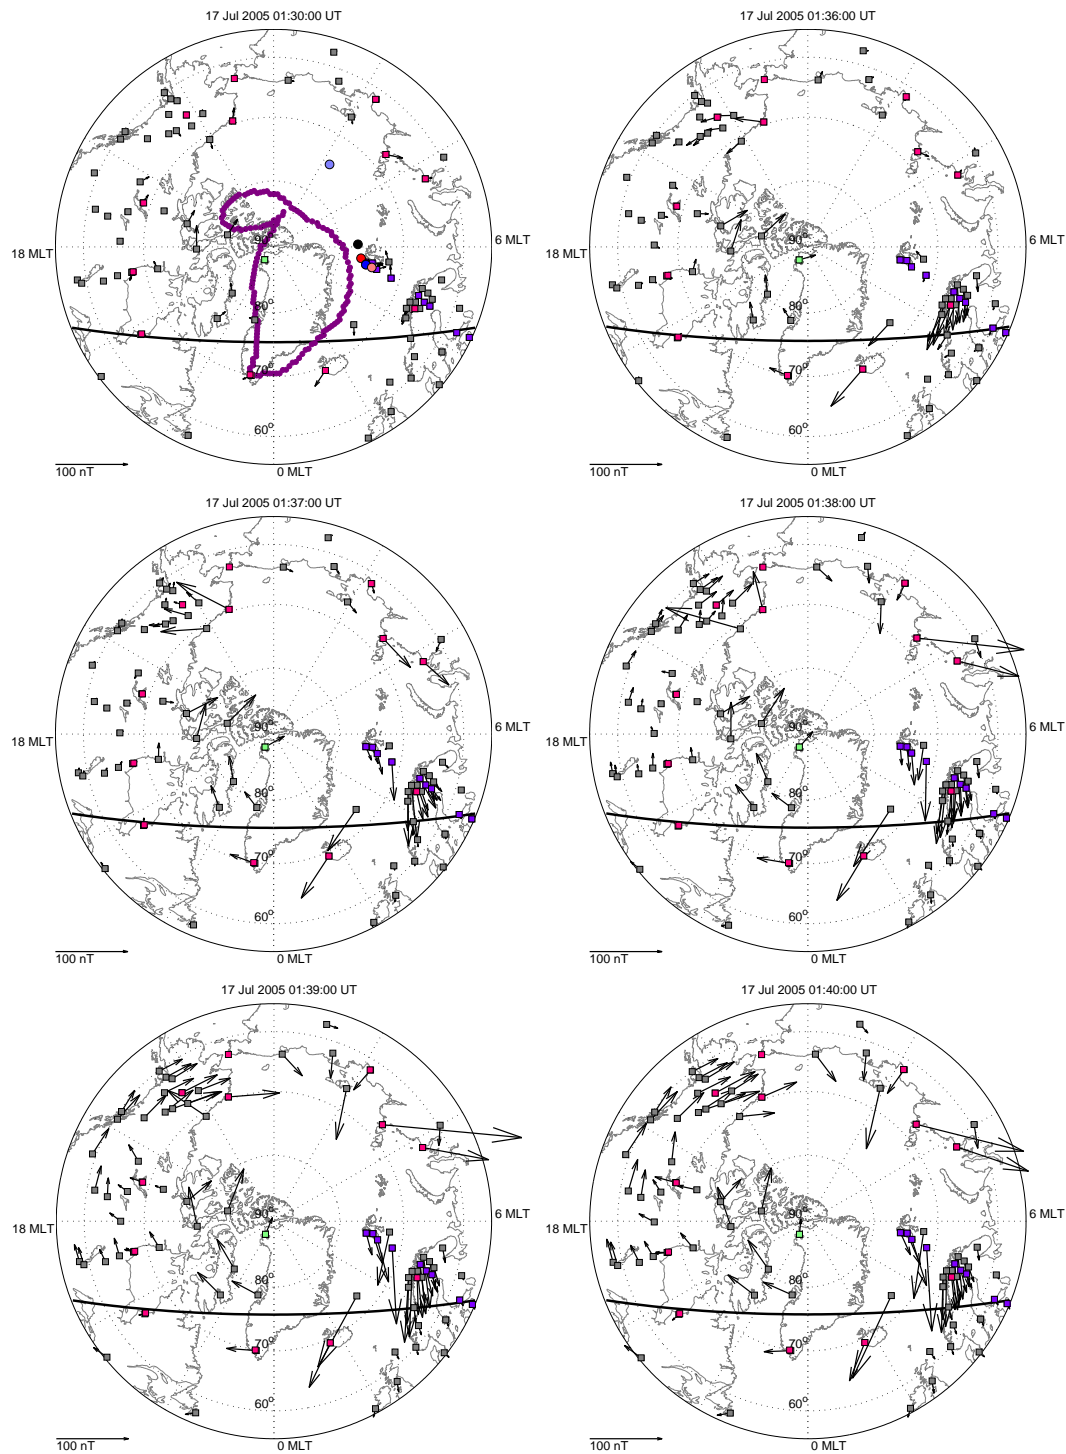 17 Jul 2005 01:30:00 UT
18 MLT
6 MLT
90°
80°
70°
60°
100 nT
0 MLT
17 Jul 2005 01:36:00 UT
18 MLT
6 MLT
90°
80°
70°
60°
100 nT
0 MLT
17 Jul 2005 01:37:00 UT
18 MLT
6 MLT
90°
80°
70°
60°
100 nT
0 MLT
17 Jul 2005 01:38:00 UT
18 MLT
6 MLT
90°
80°
70°
60°
100 nT
0 MLT
17 Jul 2005 01:39:00 UT
18 MLT
6 MLT
90°
80°
70°
60°
100 nT
0 MLT
17 Jul 2005 01:40:00 UT
18 MLT
6 MLT
90°
80°
70°
60°
100 nT
0 MLT